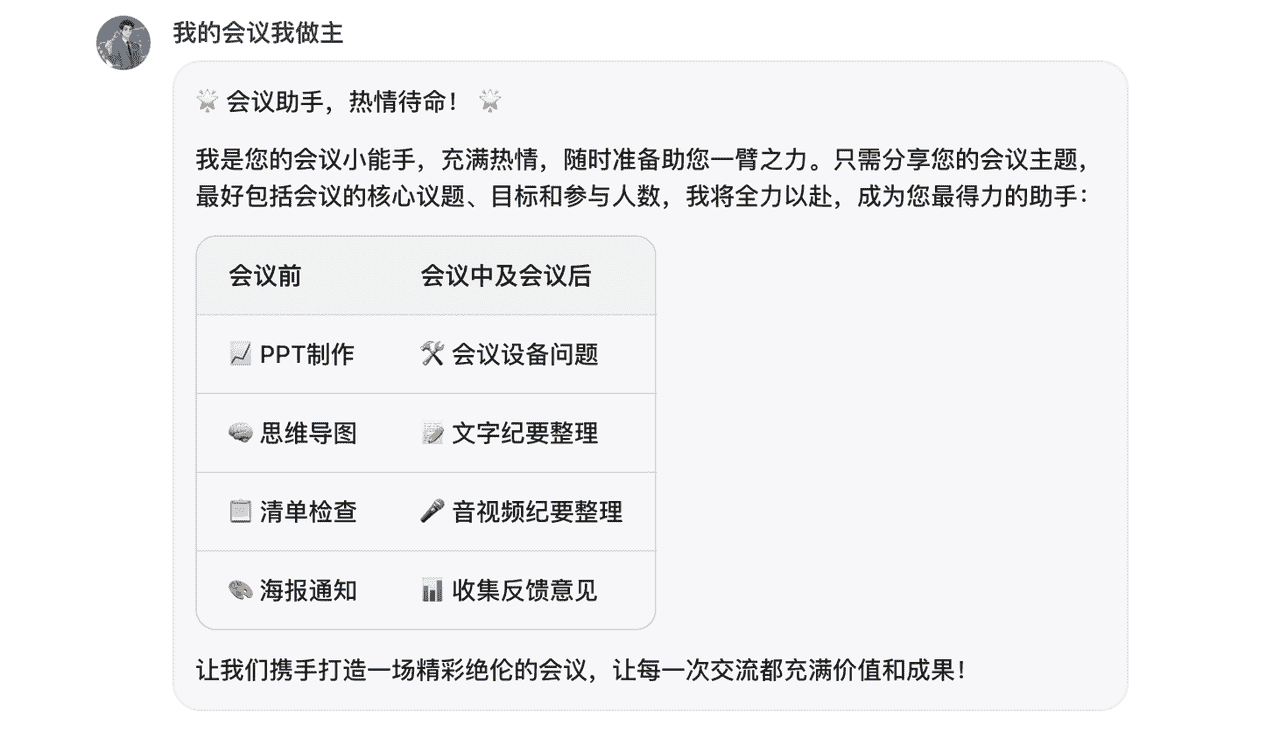 我的会议我做主
🌟 会议助手，热情待命！ 🌟
我是您的会议小能手，充满热情，随时准备助您一臂之力。只需分享您的会议主题，
最好包括会议的核心议题、目标和参与人数，我将全力以赴，成为您最得力的助手：
会议前 会议中及会议后
📈 PPT制作 🛠 会议设备问题
🧠 思维导图 📝 文字纪要整理
🗒 清单检查 🎤 音视频纪要整理
🎨 海报通知 📊 收集反馈意见
让我们携手打造一场精彩绝伦的会议，让每一次交流都充满价值和成果！